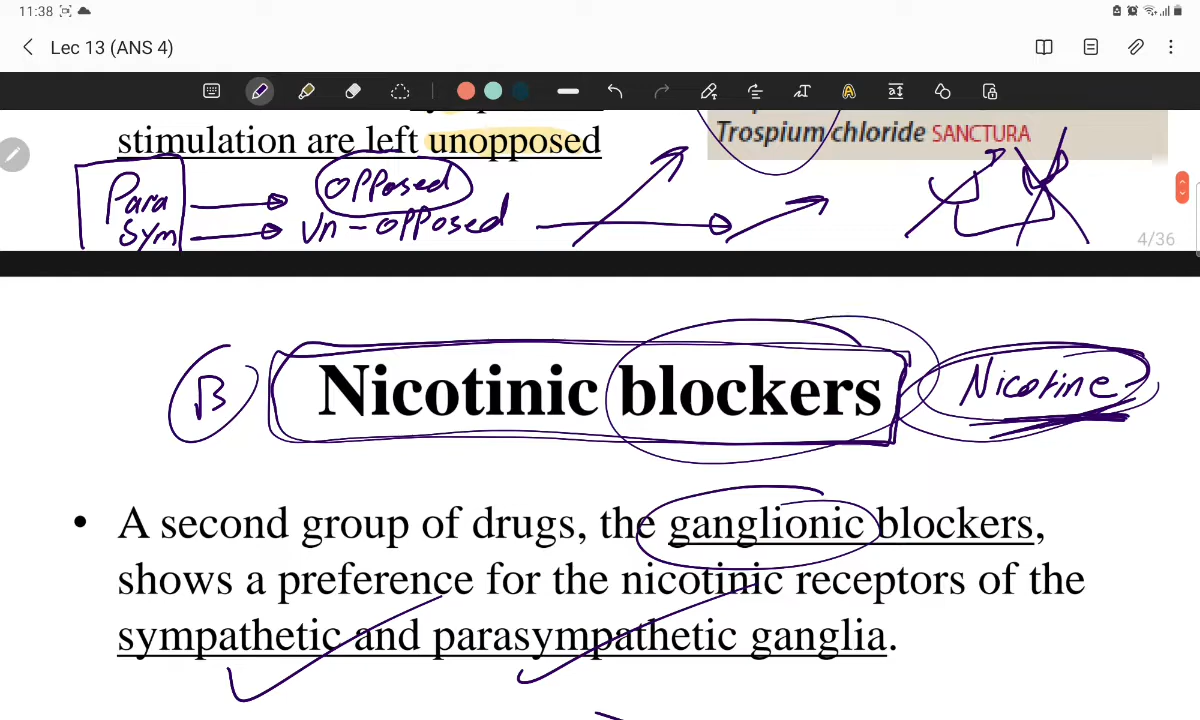 11:38
Lec 13 (ANS 4)
stimulation are left unopposed
Trospium chloride SANCTURA
Para opposed
Sym Un-opposed
4/36
B Nicotinic blockers Nicotine
• A second group of drugs, the ganglionic blockers,
shows a preference for the nicotinic receptors of the
sympathetic and parasympathetic ganglia.